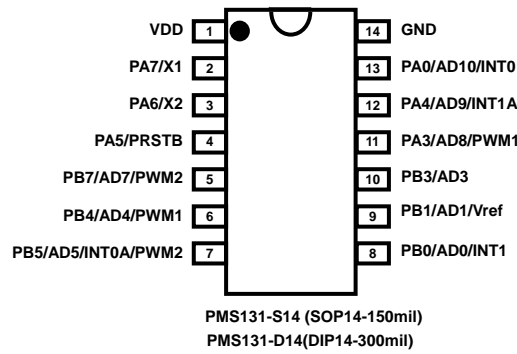 VDD 1 14 GND
PA7/X1 2 13 PA0/AD10/INT0
PA6/X2 3 12 PA4/AD9/INT1A
PA5/PRSTB 4 11 PA3/AD8/PWM1
PB7/AD7/PWM2 5 10 PB3/AD3
PB4/AD4/PWM1 6 9 PB1/AD1/Vref
PB5/AD5/INT0A/PWM2 7 8 PB0/AD0/INT1
PMS131-S14 (SOP14-150mil)
PMS131-D14(DIP14-300mil)